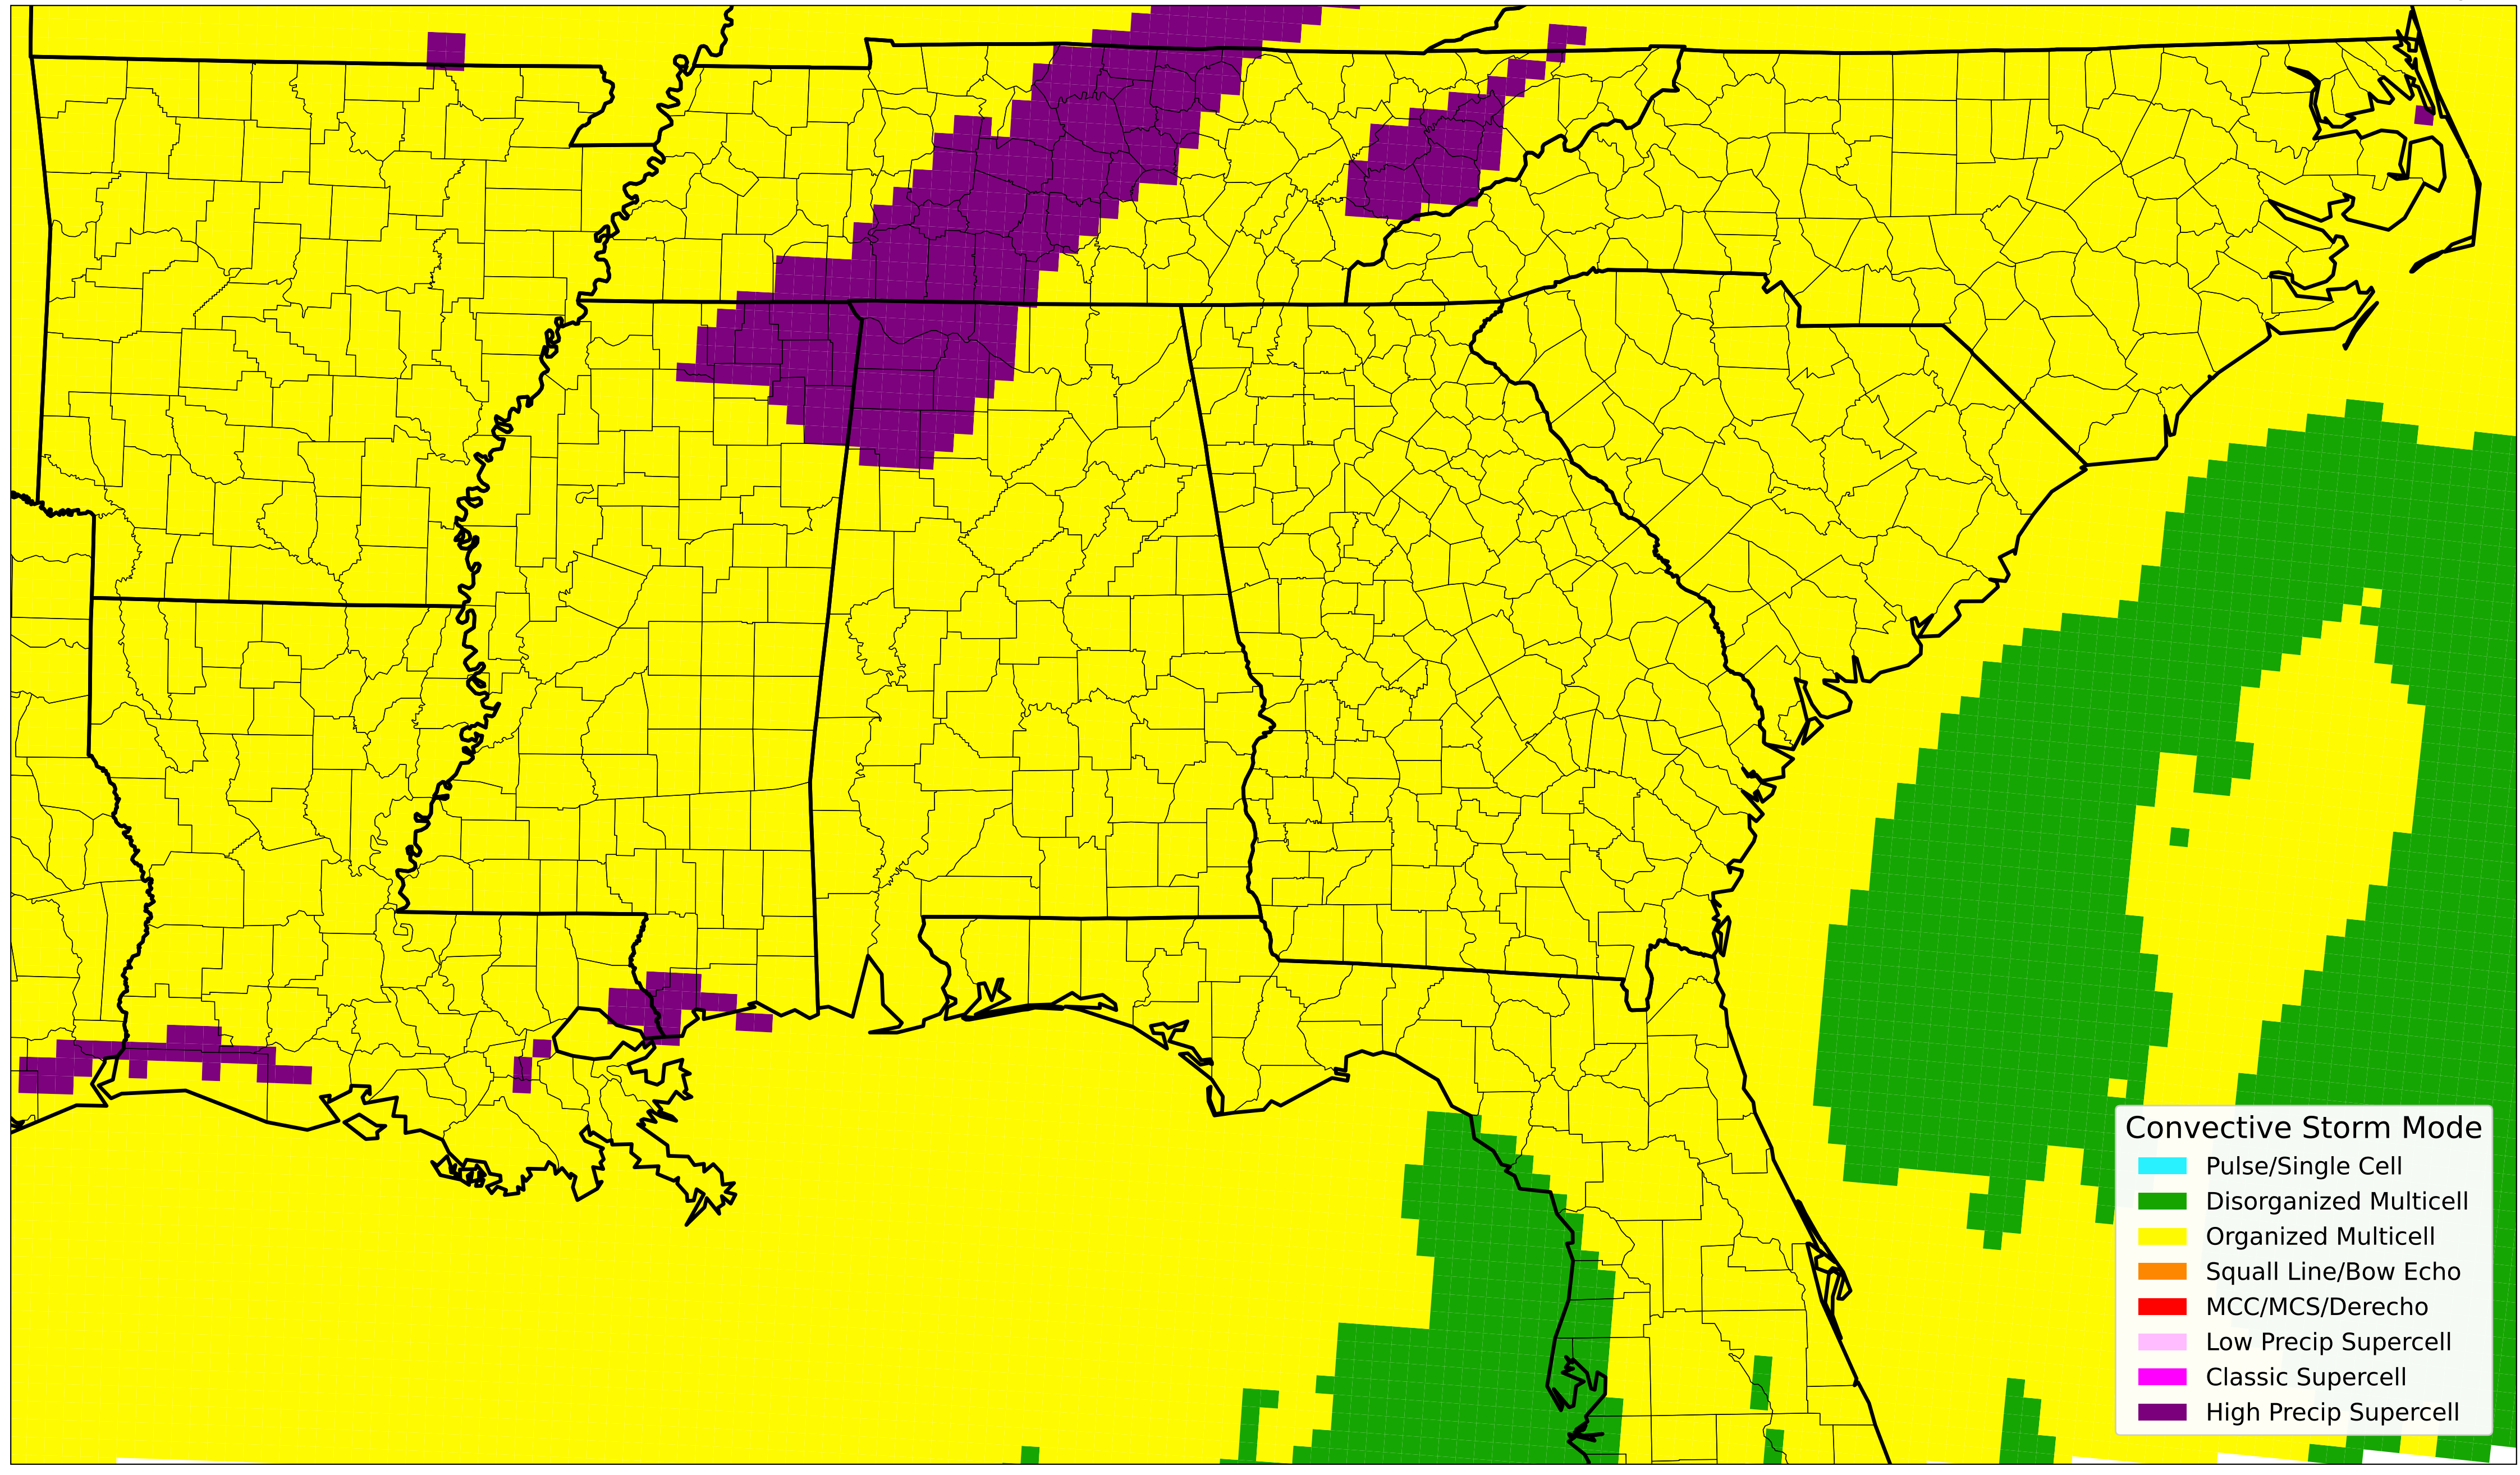 Convective Storm Mode
Pulse/Single Cell
Disorganized Multicell
Organized Multicell
Squall Line/Bow Echo
MCC/MCS/Derecho
Low Precip Supercell
Classic Supercell
High Precip Supercell